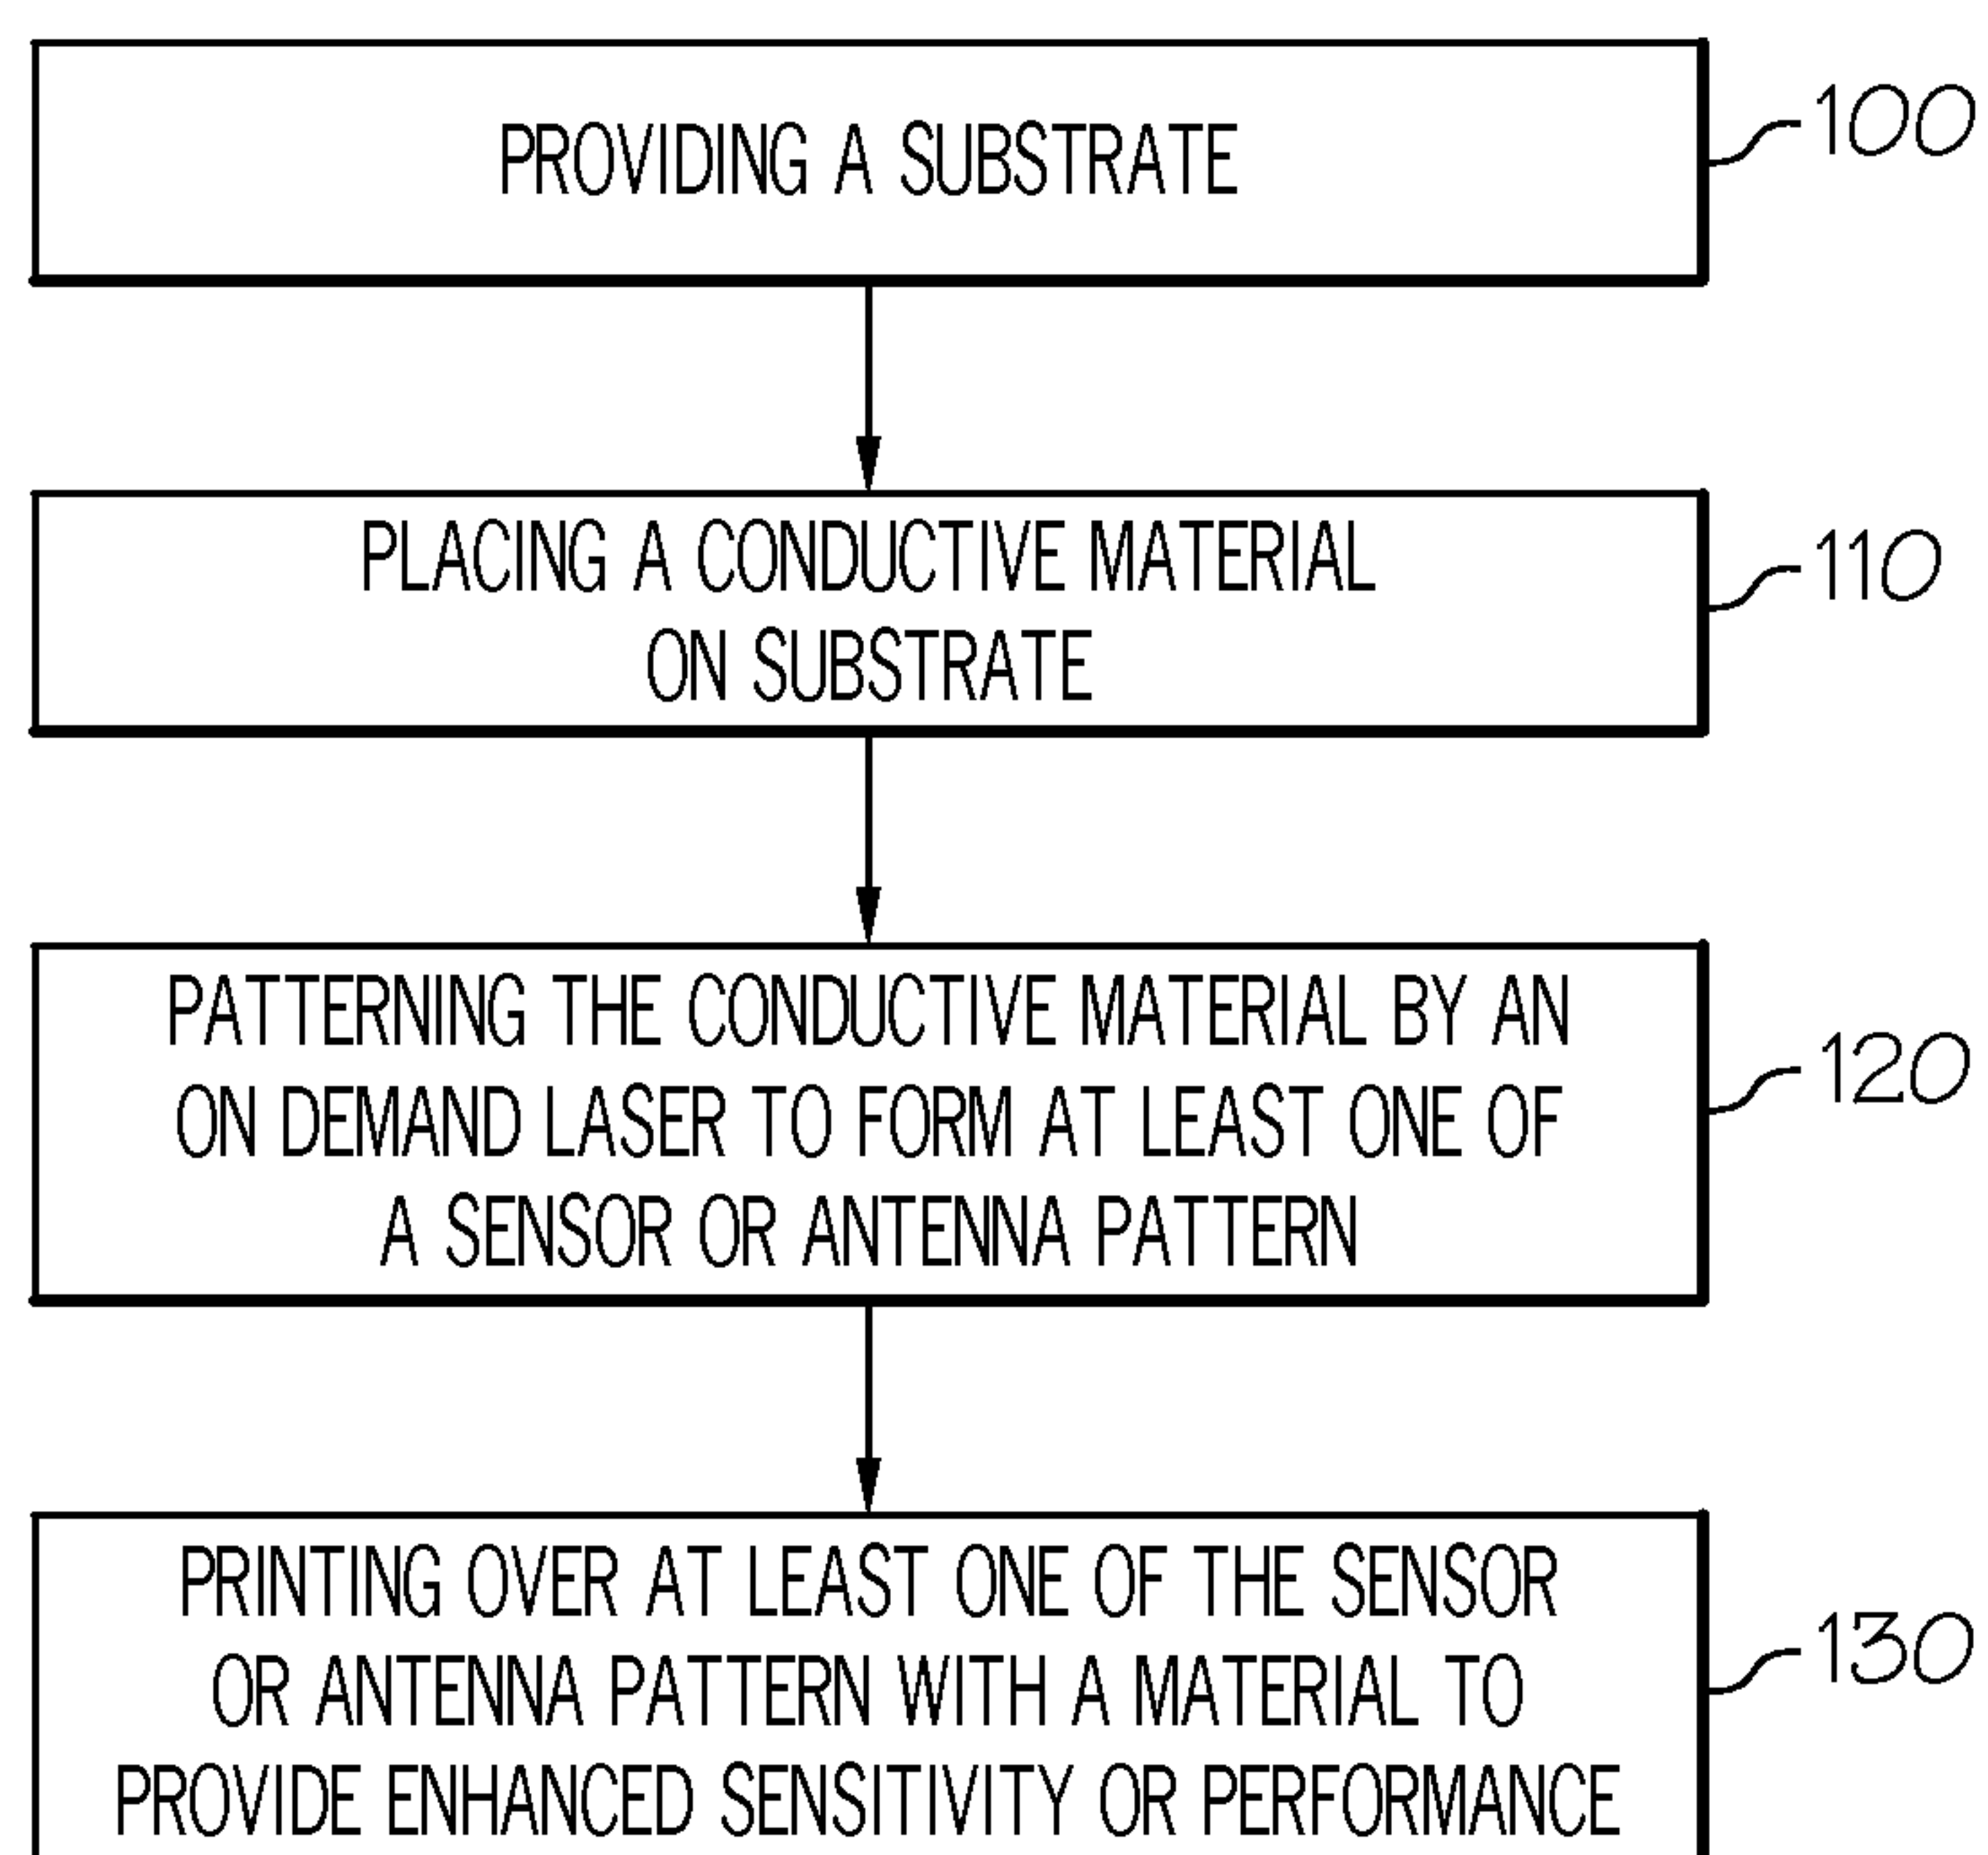 PROVIDING A SUBSTRATE
100
PLACING A CONDUCTIVE MATERIAL
ON SUBSTRATE
110
PATTERNING THE CONDUCTIVE MATERIAL BY AN
ON DEMAND LASER TO FORM AT LEAST ONE OF
A SENSOR OR ANTENNA PATTERN
120
PRINTING OVER AT LEAST ONE OF THE SENSOR
OR ANTENNA PATTERN WITH A MATERIAL TO
PROVIDE ENHANCED SENSITIVITY OR PERFORMANCE
130